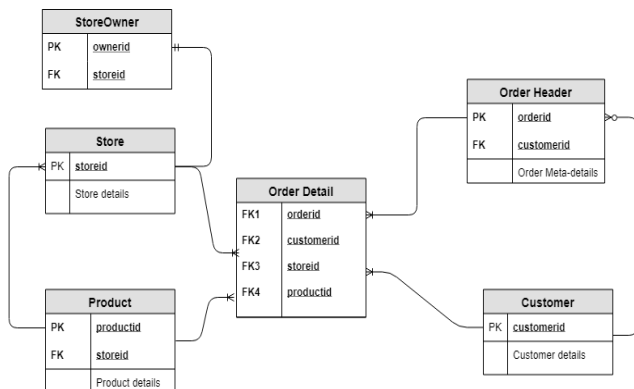 StoreOwner
PK ownerid
FK storeid
Store
PK storeid
Store details
Product
PK productid
FK storeid
Product details
Order Detail
FK1 orderid
FK2 customerid
FK3 storeid
FK4 productid
Order Header
PK orderid
FK customerid
Order Meta-details
Customer
PK customerid
Customer details